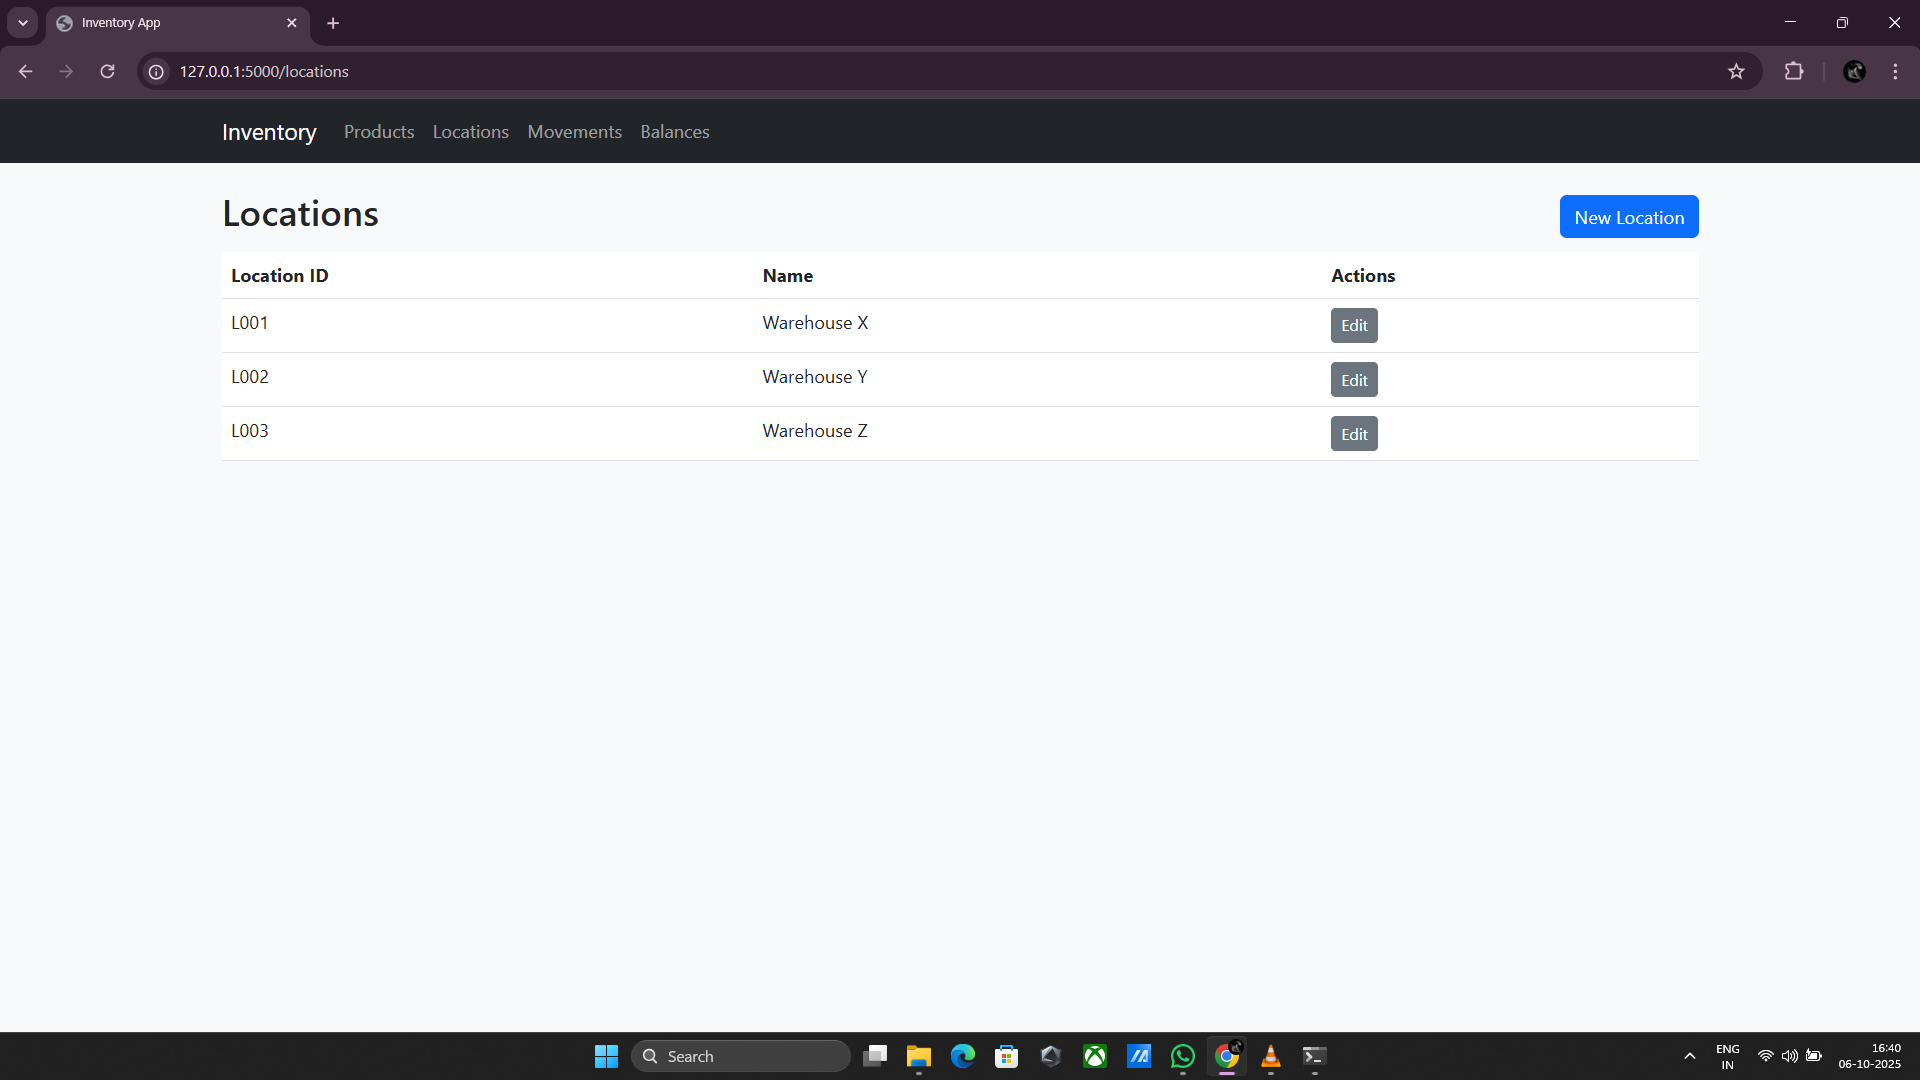 Inventory App
127.0.0.1:5000/locations
Inventory Products Locations Movements Balances
Locations
New Location
Location ID Name Actions
L001 Warehouse X Edit
L002 Warehouse Y Edit
L003 Warehouse Z Edit
Search
ENG
IN
16:40
06-10-2025